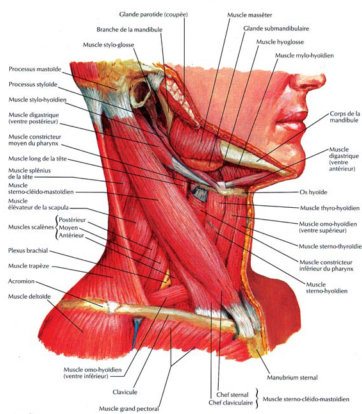 Glande parotide (coupée)
Branche de la mandibule
Muscle stylo-glosse
Processus mastoïde
Processus styloïde
Muscle stylo-hyoïdien
Muscle digastrique
(ventre postérieur)
Muscle constricteur
moyen du pharynx
Muscle long de la tête
Muscle splénius
de la tête
Muscle
sterno-cléido-mastoïdien
Muscle
élévateur de la scapula
Muscles scalènes
Postérieur
Moyen
Antérieur
Plexus brachial
Muscle trapèze
Acromion
Muscle deltoïde
Muscle omo-hyoïdien
(ventre inférieur)
Clavicule
Muscle grand pectoral
Muscle masséter
Glande submandibulaire
Muscle hyoglosse
Muscle mylo-hyoïdien
Corps de la
mandibule
Muscle
digastrique
(ventre
antérieur)
Os hyoïde
Muscle thyro-hyoïdien
Muscle omo-hyoïdien
(ventre supérieur)
Muscle sterno-thyroïdien
Muscle constricteur
inférieur du pharynx
Muscle
sterno-hyoïdien
Manubrium sternal
Chef sternal
Chef claviculaire
Muscle sterno-cléido-mastoïdien